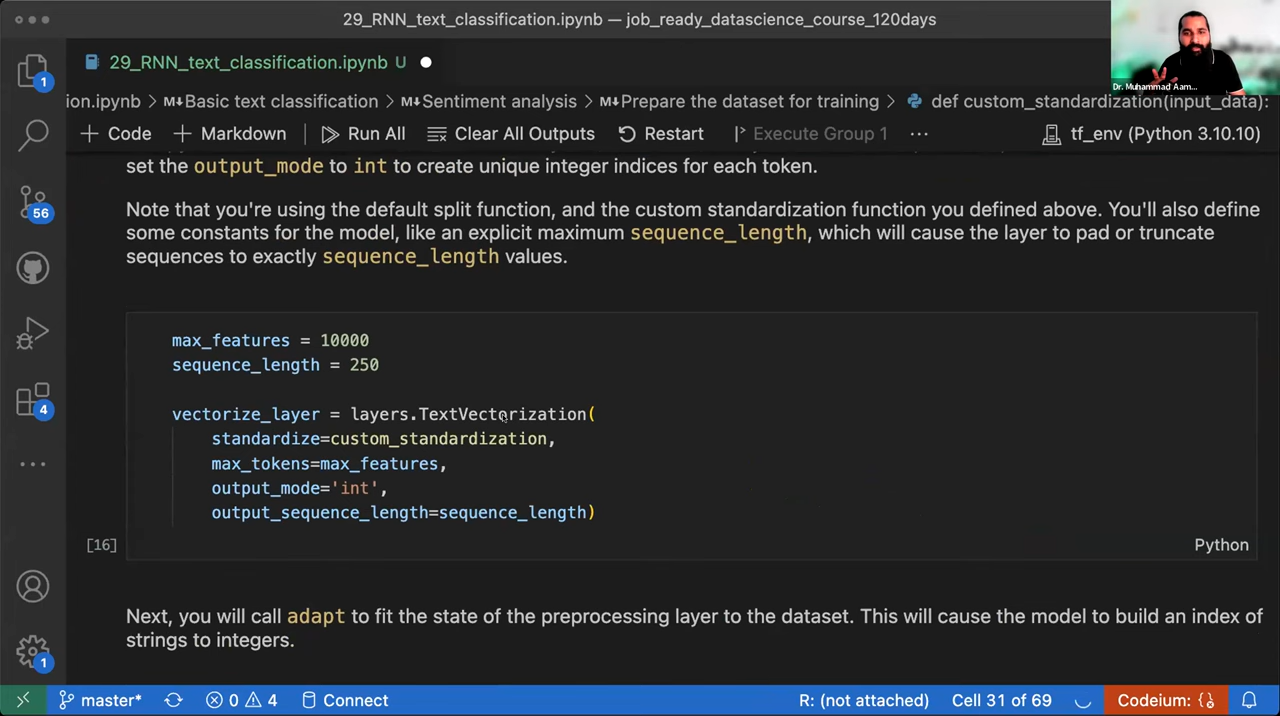 29_RNN_text_classification.ipynb — job_ready_datascience_course_120days
29_RNN_text_classification.ipynb U
Dr. Muhammad Aam...
ion.ipynb > M↓Basic text classification > M↓Sentiment analysis > M↓Prepare the dataset for training > def custom_standardization(input_data):
+ Code + Markdown Run All Clear All Outputs Restart Execute Group 1 ... tf_env (Python 3.10.10)
set the output_mode to int to create unique integer indices for each token.
Note that you're using the default split function, and the custom standardization function you defined above. You'll also define
some constants for the model, like an explicit maximum sequence_length, which will cause the layer to pad or truncate
sequences to exactly sequence_length values.
max_features = 10000
sequence_length = 250
vectorize_layer = layers.TextVectorization(
standardize=custom_standardization,
max_tokens=max_features,
output_mode='int',
output_sequence_length=sequence_length)
[16]
Python
Next, you will call adapt to fit the state of the preprocessing layer to the dataset. This will cause the model to build an index of
strings to integers.
1
56
4
1
master* 0 4 Connect R: (not attached) Cell 31 of 69 Codeium: {}